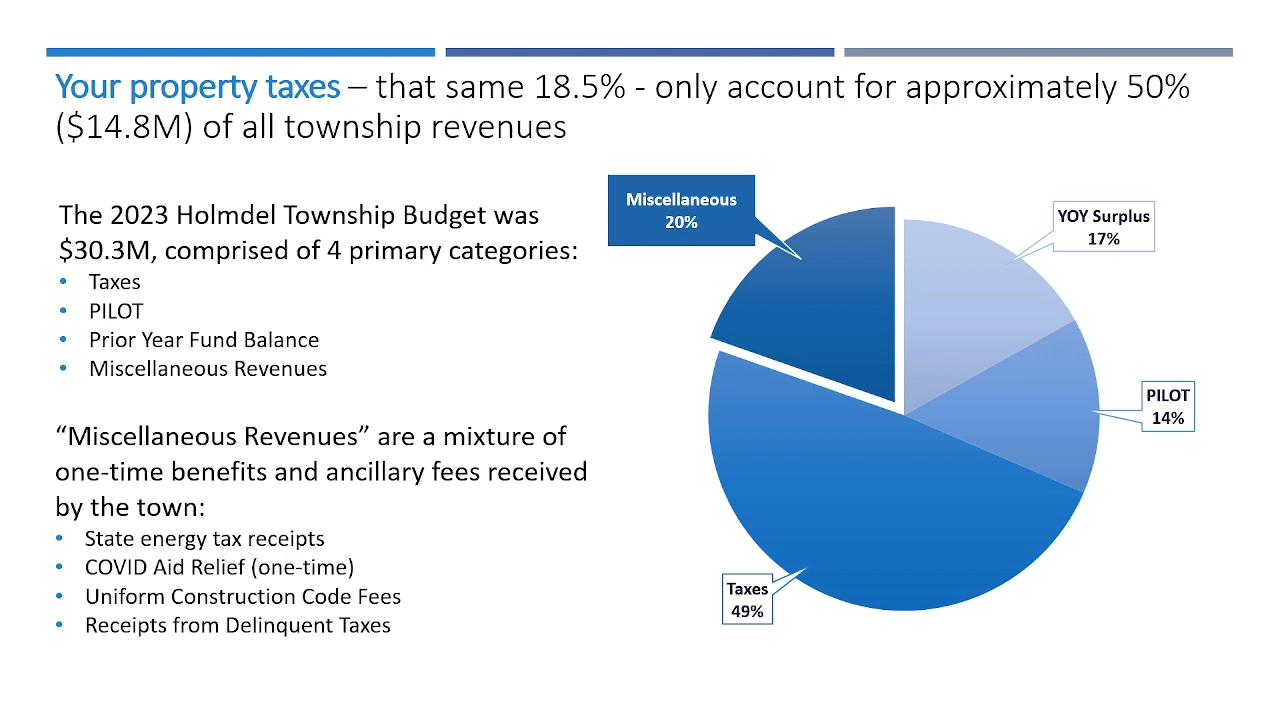 Your property taxes – that same 18.5% - only account for approximately 50%
($14.8M) of all township revenues
The 2023 Holmdel Township Budget was
$30.3M, comprised of 4 primary categories:
• Taxes
• PILOT
• Prior Year Fund Balance
• Miscellaneous Revenues
“Miscellaneous Revenues” are a mixture of
one-time benefits and ancillary fees received
by the town:
• State energy tax receipts
• COVID Aid Relief (one-time)
• Uniform Construction Code Fees
• Receipts from Delinquent Taxes
Miscellaneous
20%
YOY Surplus
17%
PILOT
14%
Taxes
49%